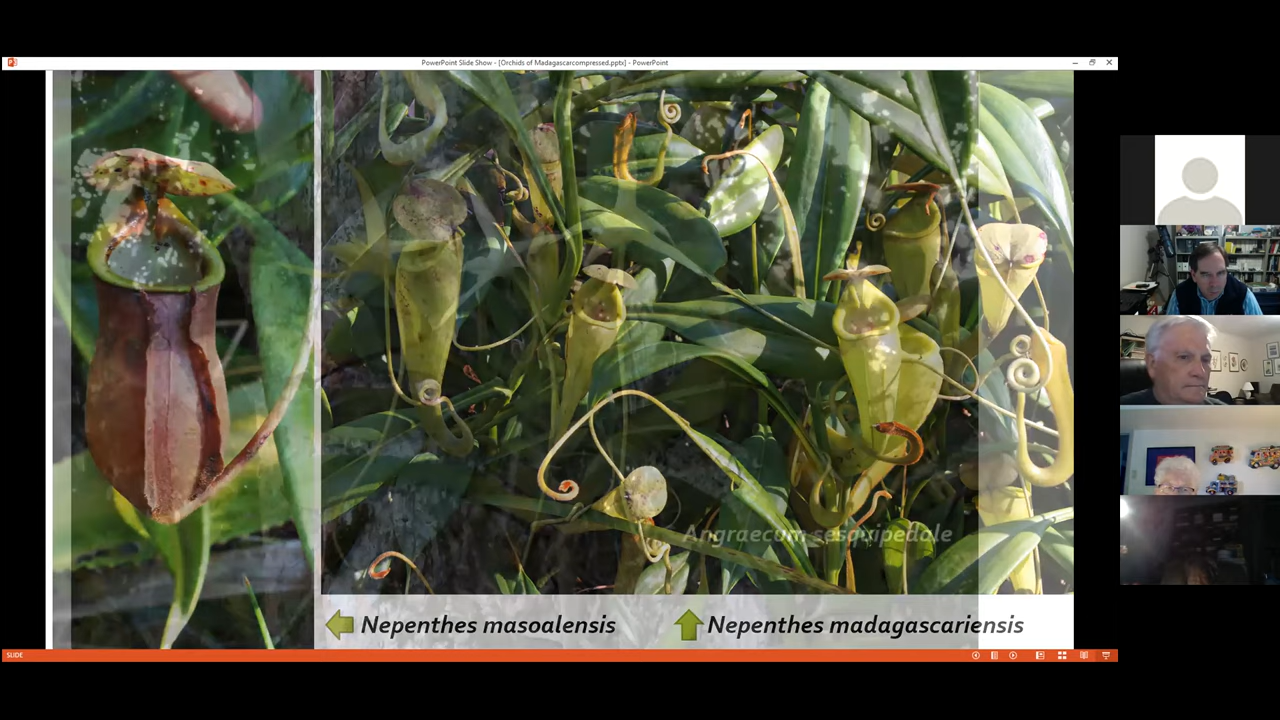 PowerPoint Slide Show - [Orchids of Madagascarcompressed.pptx] - PowerPoint
Angraecum sesquipedale
Nepenthes masoalensis
Nepenthes madagascariensis
SLIDE